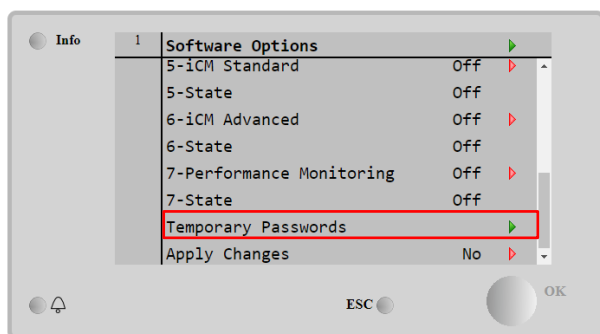 Info
1 Software Options
5-iCM Standard Off
5-State Off
6-iCM Advanced Off
6-State Off
7-Performance Monitoring Off
7-State Off
Temporary Passwords
Apply Changes No
ESC
OK